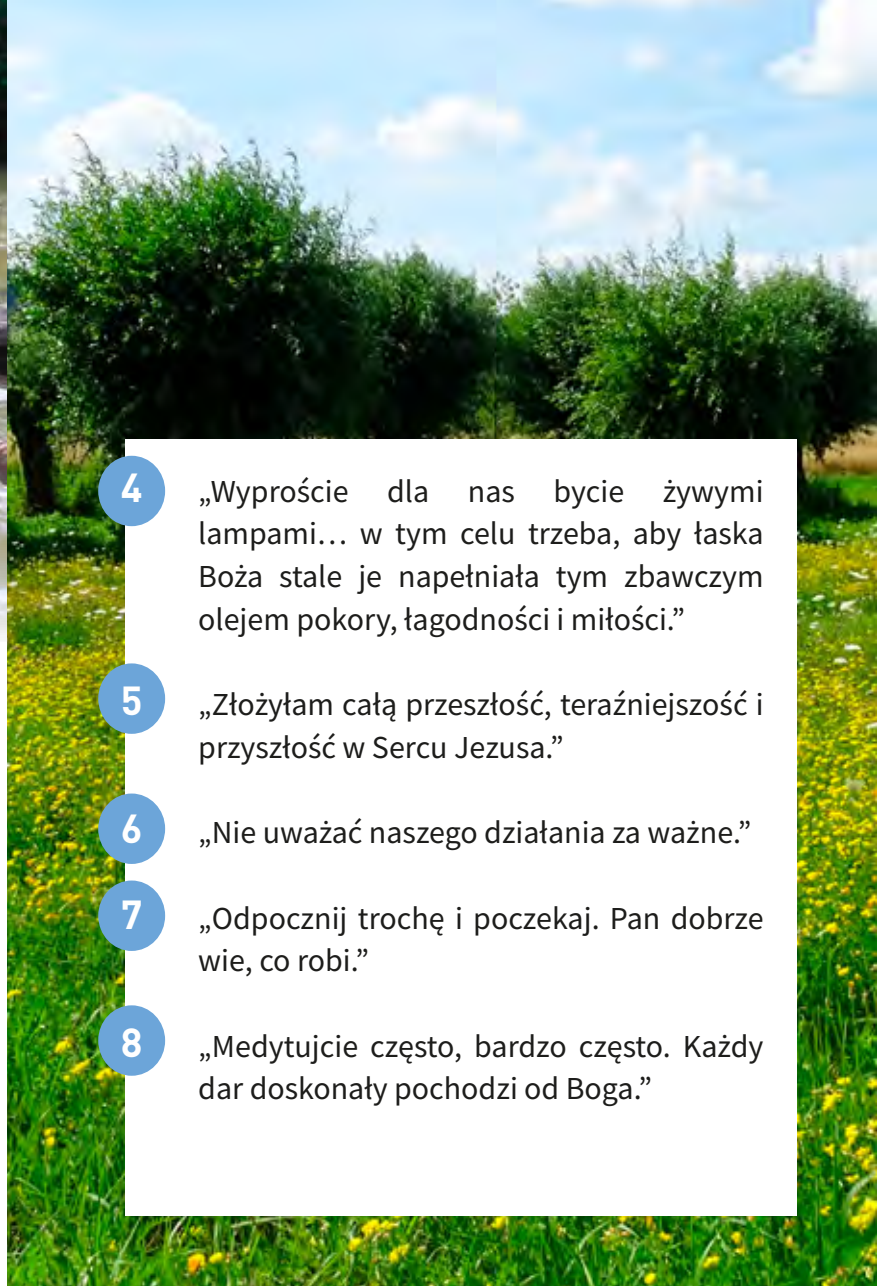 4 „Wyproście dla nas bycie żywymi
lampami… w tym celu trzeba, aby łaska
Boża stale je napełniała tym zbawczym
olejem pokory, łagodności i miłości.”
5 „Złożyłam całą przeszłość, teraźniejszość i
przyszłość w Sercu Jezusa.”
6 „Nie uważać naszego działania za ważne.”
7 „Odpocznij trochę i poczekaj. Pan dobrze
wie, co robi.”
8 „Medytujcie często, bardzo często. Każdy
dar doskonały pochodzi od Boga.”